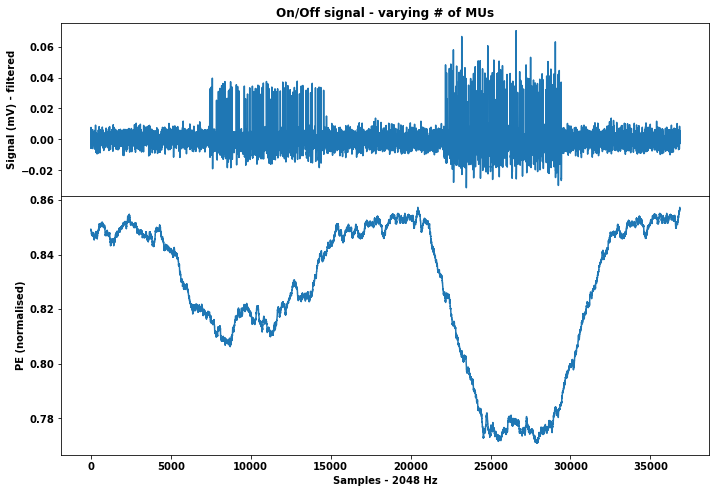 On/Off signal - varying # of MUs
Signal (mV) - filtered
0.06
0.04
0.02
0.00
−0.02
PE (normalised)
0.86
0.84
0.82
0.80
0.78
0 5000 10000 15000 20000 25000 30000 35000
Samples - 2048 Hz